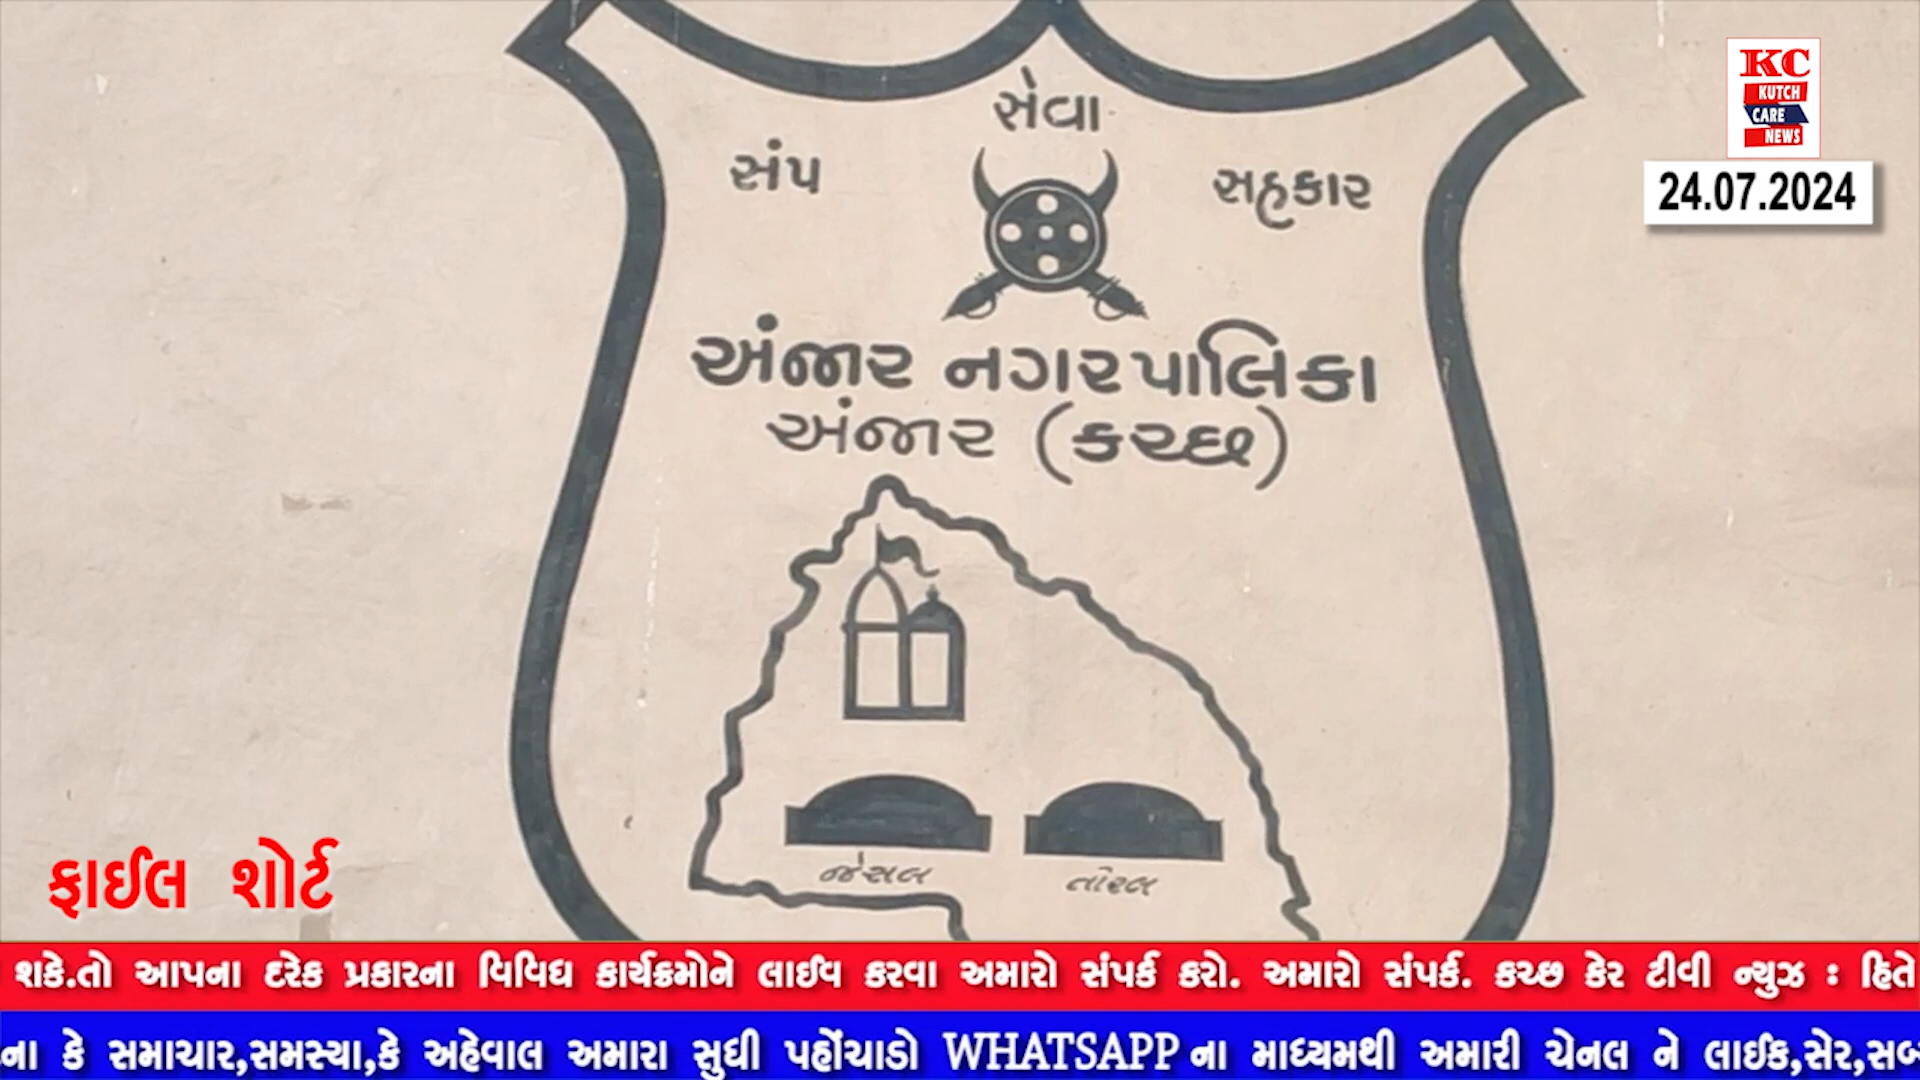 KC
KUTCH
CARE
NEWS
24.07.2024
સેવા
સંપ
સહકાર
અંજાર નગરપાલિકા
અંજાર (કચ્છ)
જેસલ
તોરલ
ફાઈલ શોર્ટ
શકે.તો આપના દરેક પ્રકારના વિવિધ કાર્યક્રમોને લાઈવ કરવા અમારો સંપર્ક કરો. અમારો સંપર્ક. કચ્છ કેર ટીવી ન્યુઝ : હિતે
ના કે સમાચાર,સમસ્યા,કે અહેવાલ અમારા સુધી પહોંચાડો WHATSAPP ના માધ્યમથી અમારી ચેનલ ને લાઈક,સેર,સબ